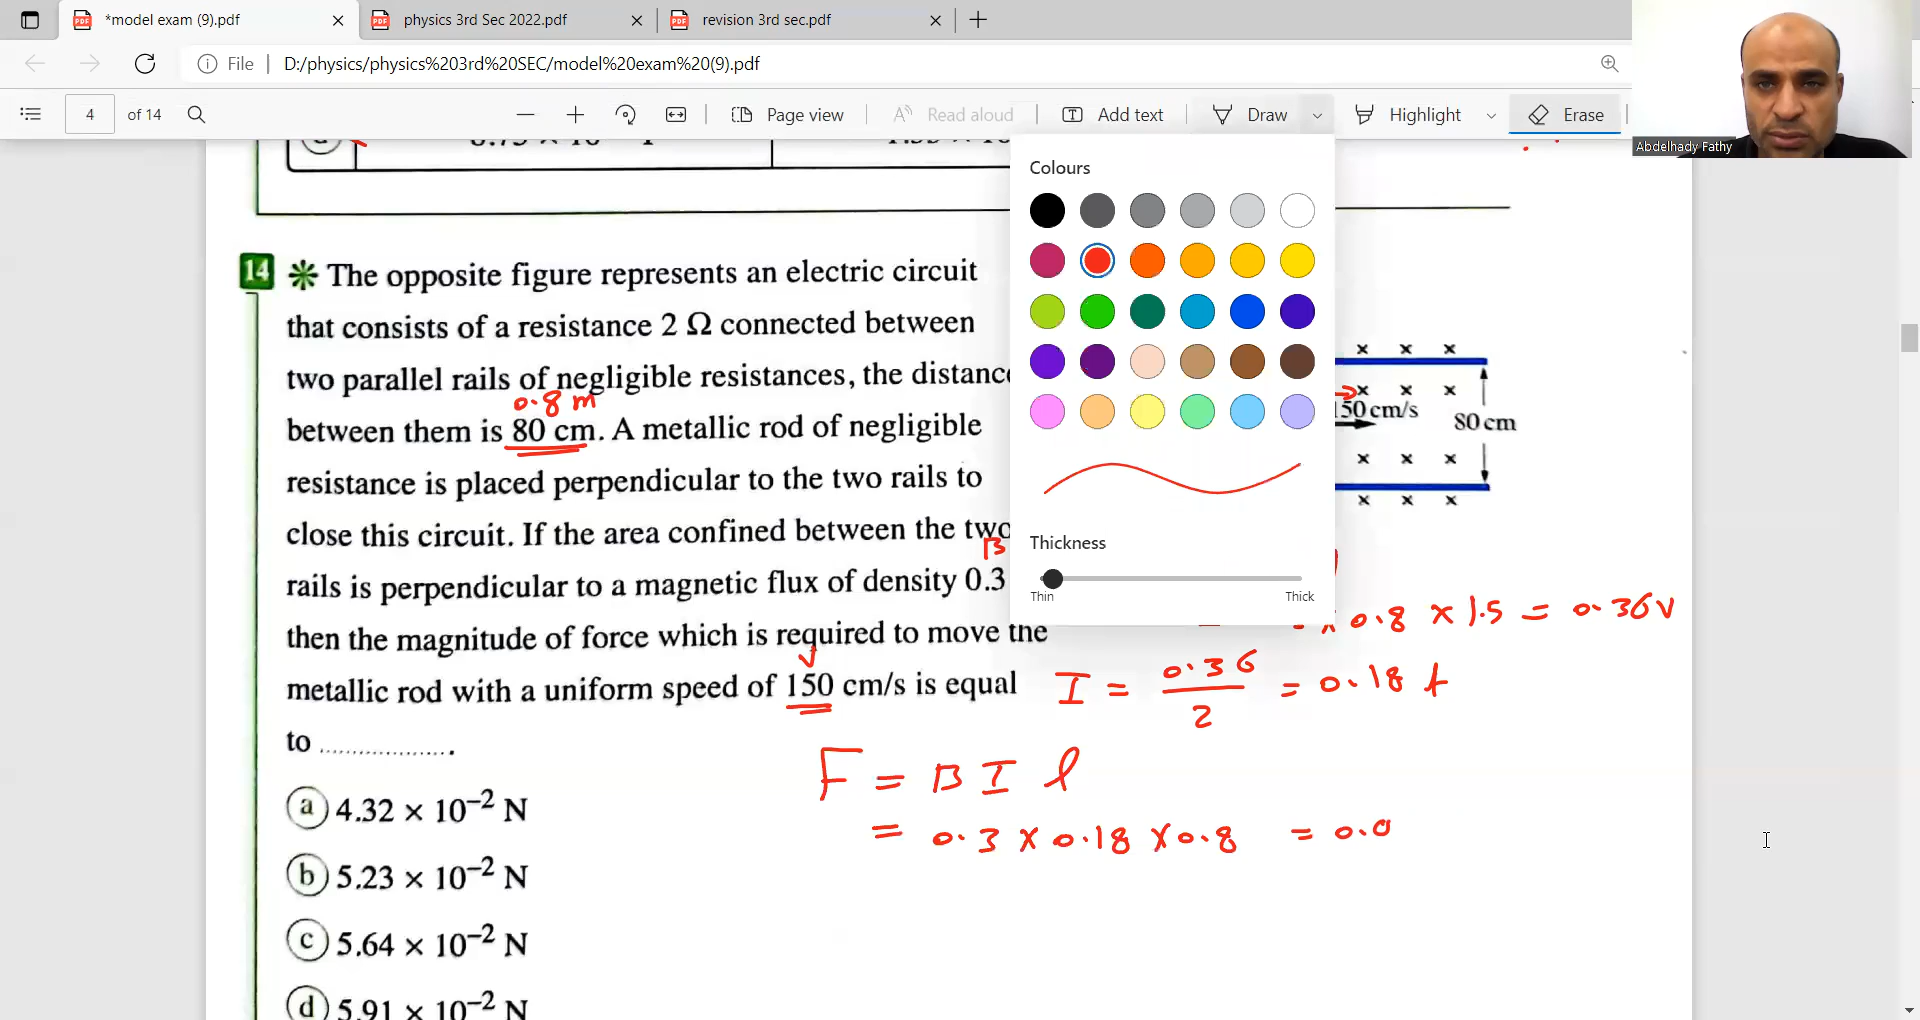 *model exam (9).pdf
physics 3rd Sec 2022.pdf
revision 3rd sec.pdf
File
D:/physics/physics%203rd%20SEC/model%20exam%20(9).pdf
4 of 14
Page view
Read aloud
Add text
Draw
Highlight
Erase
Abdelhady Fathy
Colours
Thickness
Thin
Thick
14 The opposite figure represents an electric circuit
that consists of a resistance 2 Ω connected between
two parallel rails of negligible resistances, the distance
0.8 m
between them is 80 cm. A metallic rod of negligible
resistance is placed perpendicular to the two rails to
close this circuit. If the area confined between the two
B
rails is perpendicular to a magnetic flux of density 0.3
then the magnitude of force which is required to move the
v
metallic rod with a uniform speed of 150 cm/s is equal
to ....................
a 4.32 × 10⁻² N
b 5.23 × 10⁻² N
c 5.64 × 10⁻² N
d 5.91 × 10⁻² N
× × ×
× × ×
150 cm/s
80 cm
× × ×
× × ×
× 0.8 × 1.5 = 0.36 v
I = 0.36 / 2 = 0.18 A
F = B I l
= 0.3 × 0.18 × 0.8 = 0.0